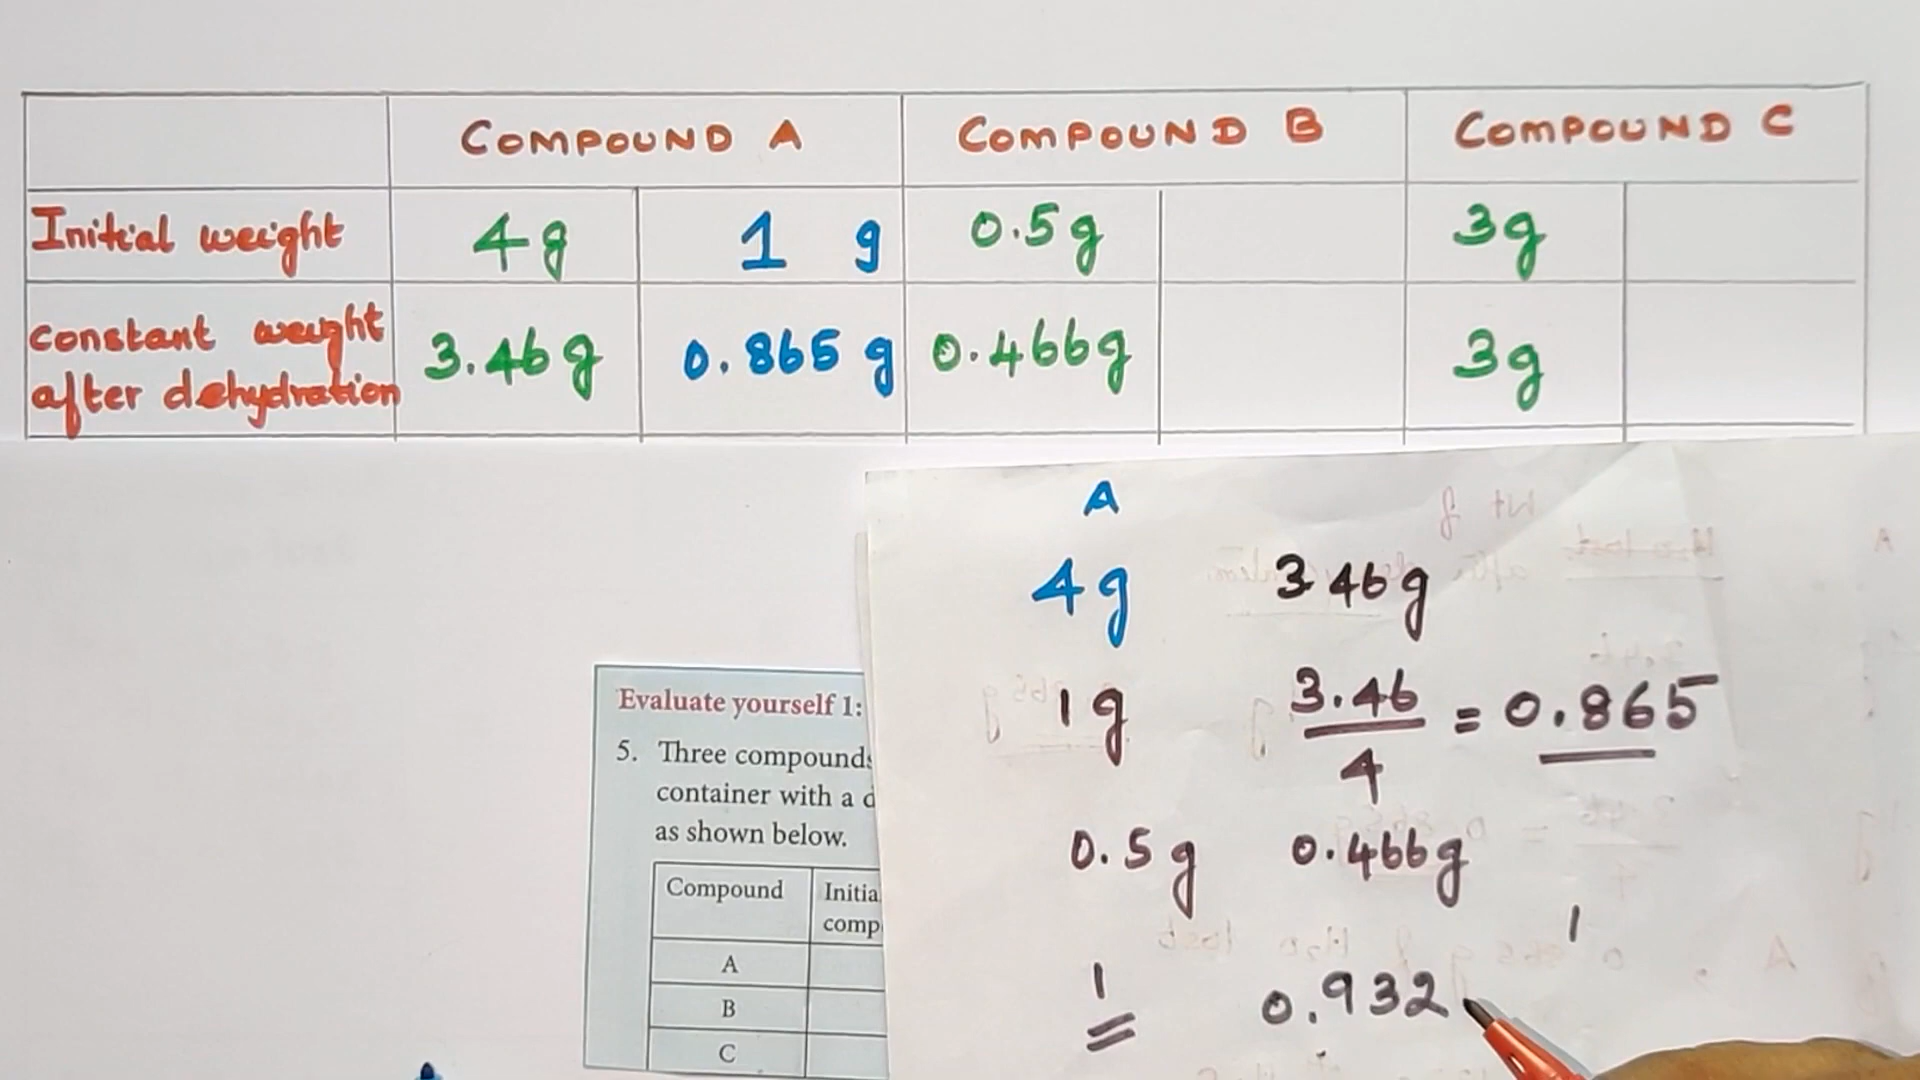 COMPOUND A COMPOUND B COMPOUND C
Initial weight 4g 1 g 0.5g 3g
constant weight
after dehydration 3.46g 0.865 g 0.466g 3g
A
4g 3 46g
1g 3.46
4 = 0.865
0.5g 0.466g
1
1 0.932
Evaluate yourself 1:
5. Three compounds
container with a
as shown below.
Compound Initia
comp
A
B
C